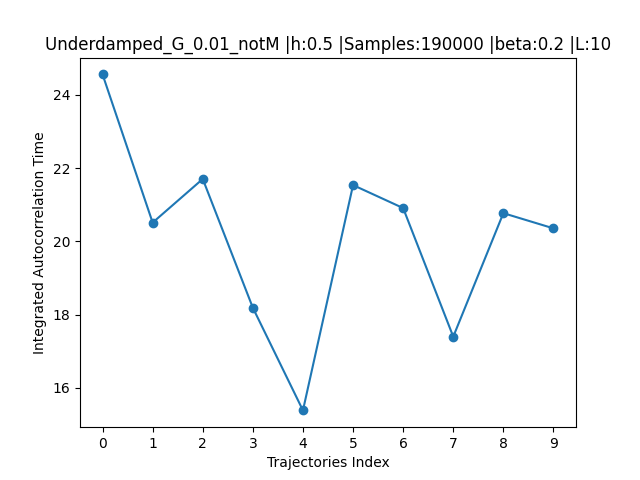 Underdamped_G_0.01_notM |h:0.5 |Samples:190000 |beta:0.2 |L:10
Integrated Autocorrelation Time
24
22
20
18
16
0 1 2 3 4 5 6 7 8 9
Trajectories Index